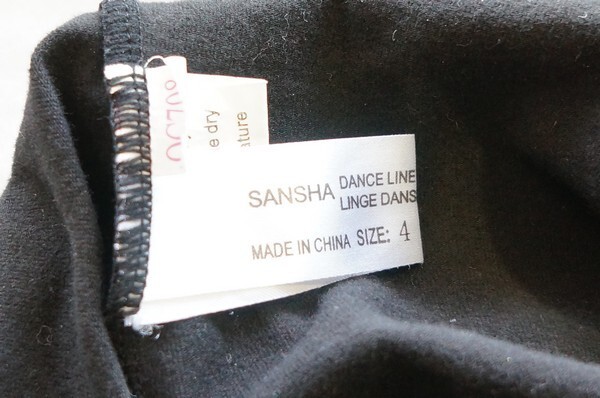 e dry
ature
SANSHA DANCE LINE
LINGE DANS
MADE IN CHINA SIZE: 4